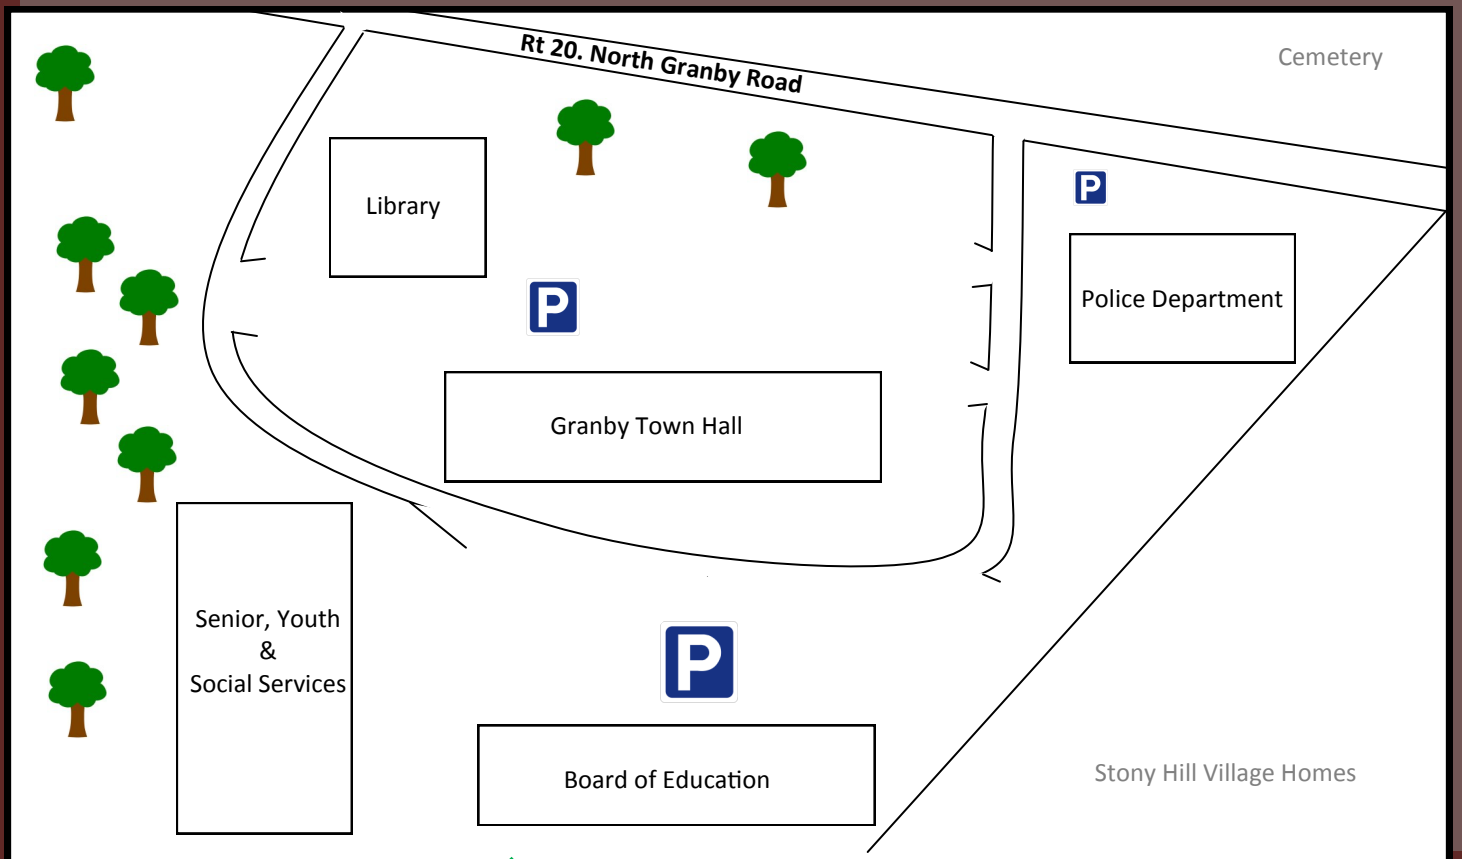 Rt 20. North Granby Road
Cemetery
P
Library
Police Department
P
Granby Town Hall
Senior, Youth
&
Social Services
P
Board of Education
Stony Hill Village Homes